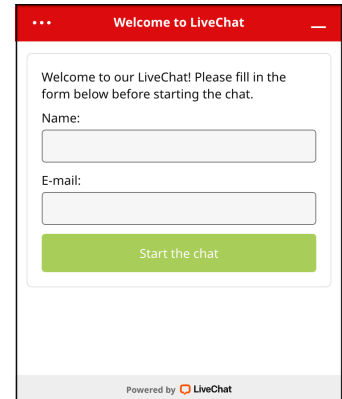 Welcome to LiveChat
Welcome to our LiveChat! Please fill in the
form below before starting the chat.
Name:
E-mail:
Start the chat
Powered by LiveChat